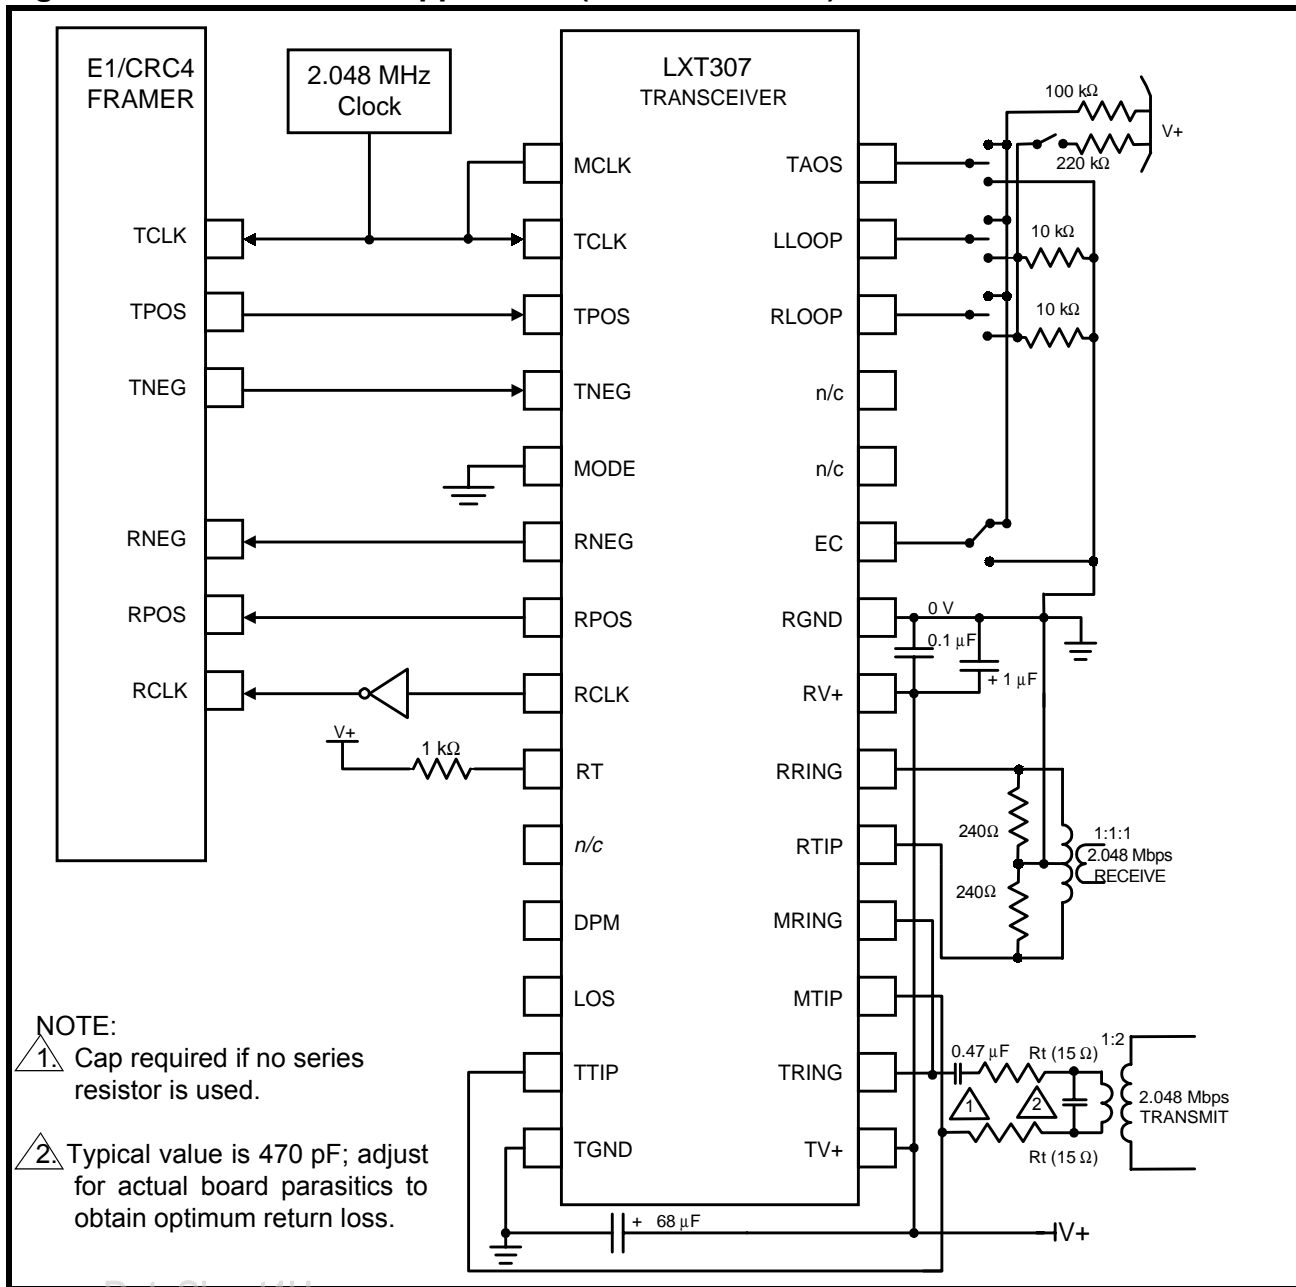 E1/CRC4
FRAMER
2.048 MHz
Clock
LXT307
TRANSCEIVER
TCLK
TPOS
TNEG
RNEG
RPOS
RCLK
MCLK
TCLK
TPOS
TNEG
MODE
RNEG
RPOS
RCLK
RT
n/c
DPM
LOS
TTIP
TGND
TAOS
LLOOP
RLOOP
n/c
n/c
EC
RGND
RV+
RRING
RTIP
MRING
MTIP
TRING
TV+
100 kΩ
V+
220 kΩ
10 kΩ
10 kΩ
0 V
0.1 µF
+ 1 µF
V+
1 kΩ
240Ω
240Ω
1:1:1
2.048 Mbps
RECEIVE
0.47 µF
Rt (15 Ω)
1:2
1
2
2.048 Mbps
TRANSMIT
Rt (15 Ω)
+ 68 µF
V+
NOTE:
1. Cap required if no series
resistor is used.
2. Typical value is 470 pF; adjust
for actual board parasitics to
obtain optimum return loss.